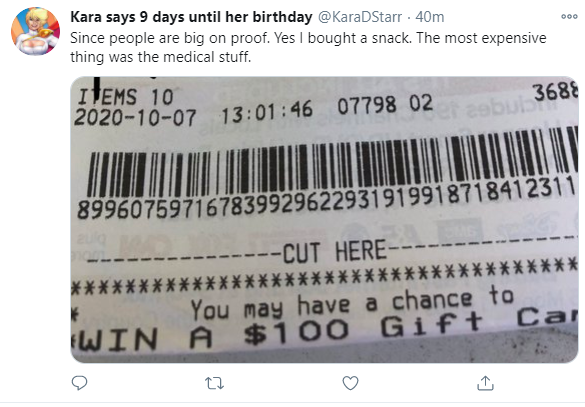 Kara says 9 days until her birthday @KaraDStarr · 40m
Since people are big on proof. Yes I bought a snack. The most expensive
thing was the medical stuff.
ITEMS 10
2020-10-07 13:01:46 07798 02 3688
89960759716783992962293191991871841231 1
-----------------CUT HERE-----------------
******************************************
* You may have a chance to
*WIN A $100 Gift Car